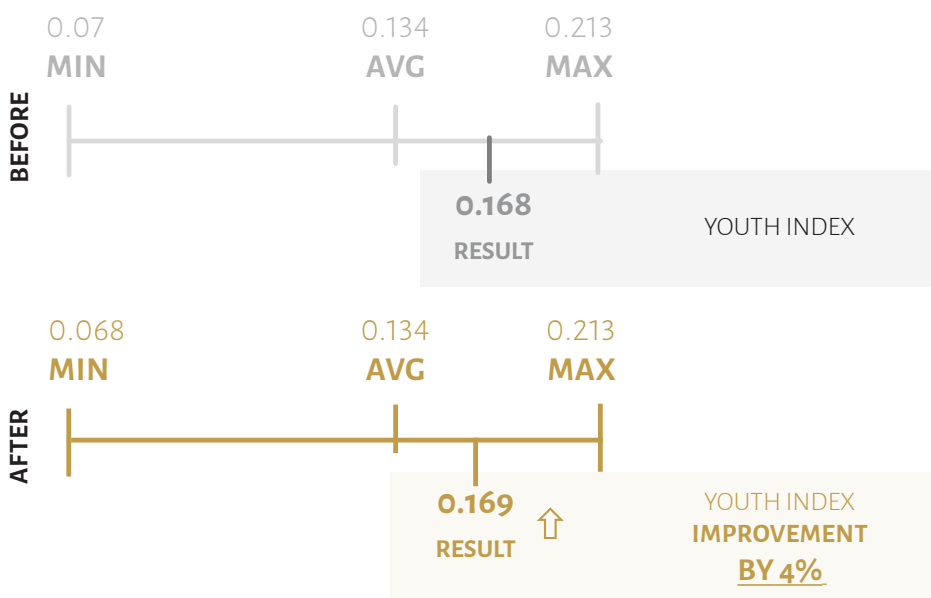 0.07 0.134 0.213
MIN AVG MAX
BEFORE
0.168
RESULT
YOUTH INDEX
0.068 0.134 0.213
MIN AVG MAX
AFTER
0.169
RESULT
YOUTH INDEX
IMPROVEMENT
BY 4%